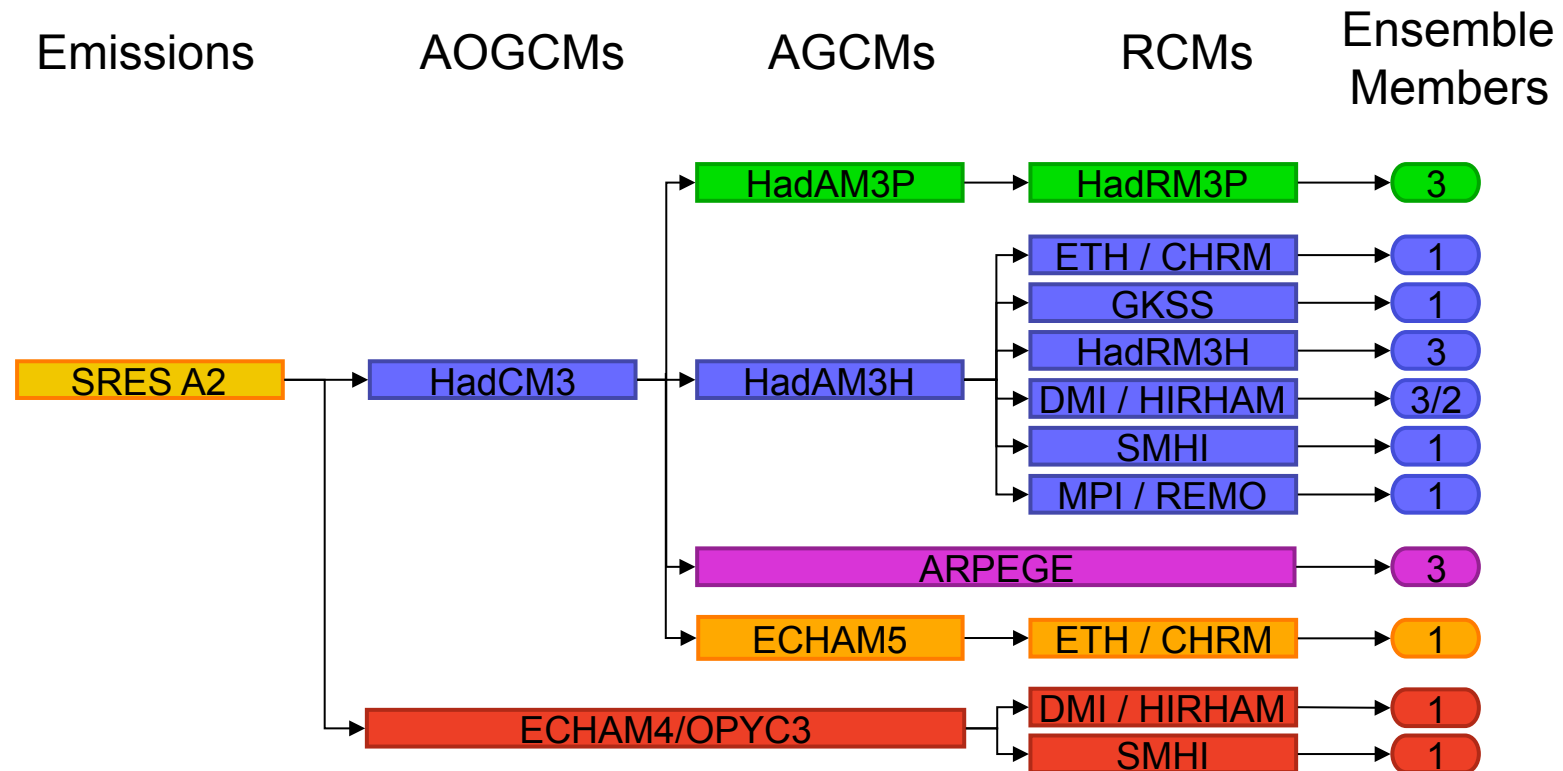 Emissions AOGCMs AGCMs RCMs Ensemble
Members
HadAM3P HadRM3P 3
ETH / CHRM 1
GKSS 1
HadRM3H 3
SRES A2 HadCM3 HadAM3H DMI / HIRHAM 3/2
SMHI 1
MPI / REMO 1
ARPEGE 3
ECHAM5 ETH / CHRM 1
ECHAM4/OPYC3 DMI / HIRHAM 1
SMHI 1